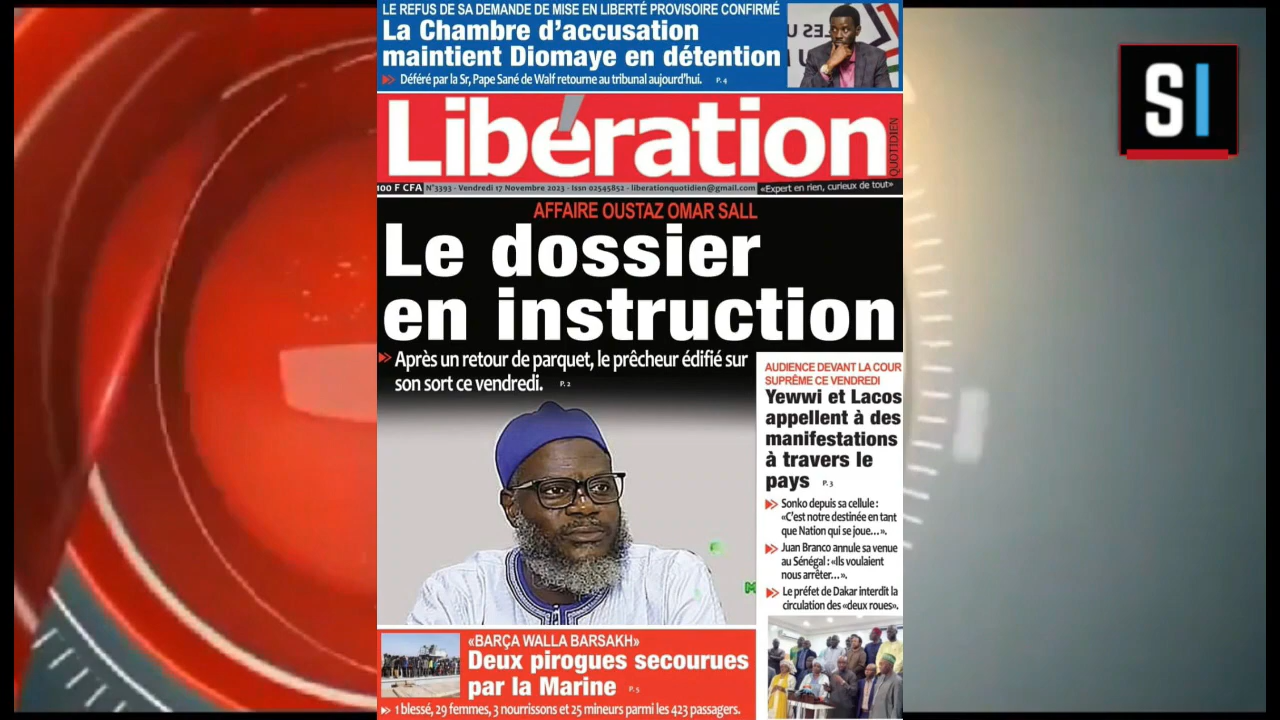 LE REFUS DE SA DEMANDE DE MISE EN LIBERTÉ PROVISOIRE CONFIRMÉ
La Chambre d'accusation
maintient Diomaye en détention
Déféré par la Sr, Pape Sané de Walf retourne au tribunal aujourd'hui. P. 4
SI
Libération
QUOTIDIEN
100 F CFA N°3393 - Vendredi 17 Novembre 2023 - Issn 02545852 - liberationquotidien@gmail.com «Expert en rien, curieux de tout»
AFFAIRE OUSTAZ OMAR SALL
Le dossier
en instruction
Après un retour de parquet, le prêcheur édifié sur
son sort ce vendredi. P. 2
AUDIENCE DEVANT LA COUR
SUPRÊME CE VENDREDI
Yewwi et Lacos
appellent à des
manifestations
à travers le
pays P. 3
Sonko depuis sa cellule :
«C'est notre destinée en tant
que Nation qui se joue…».
Juan Branco annule sa venue
au Sénégal : «Ils voulaient
nous arrêter…».
Le préfet de Dakar interdit la
circulation des «deux roues».
«BARÇA WALLA BARSAKH»
Deux pirogues secourues
par la Marine P. 5
1 blessé, 29 femmes, 3 nourrissons et 25 mineurs parmi les 423 passagers.